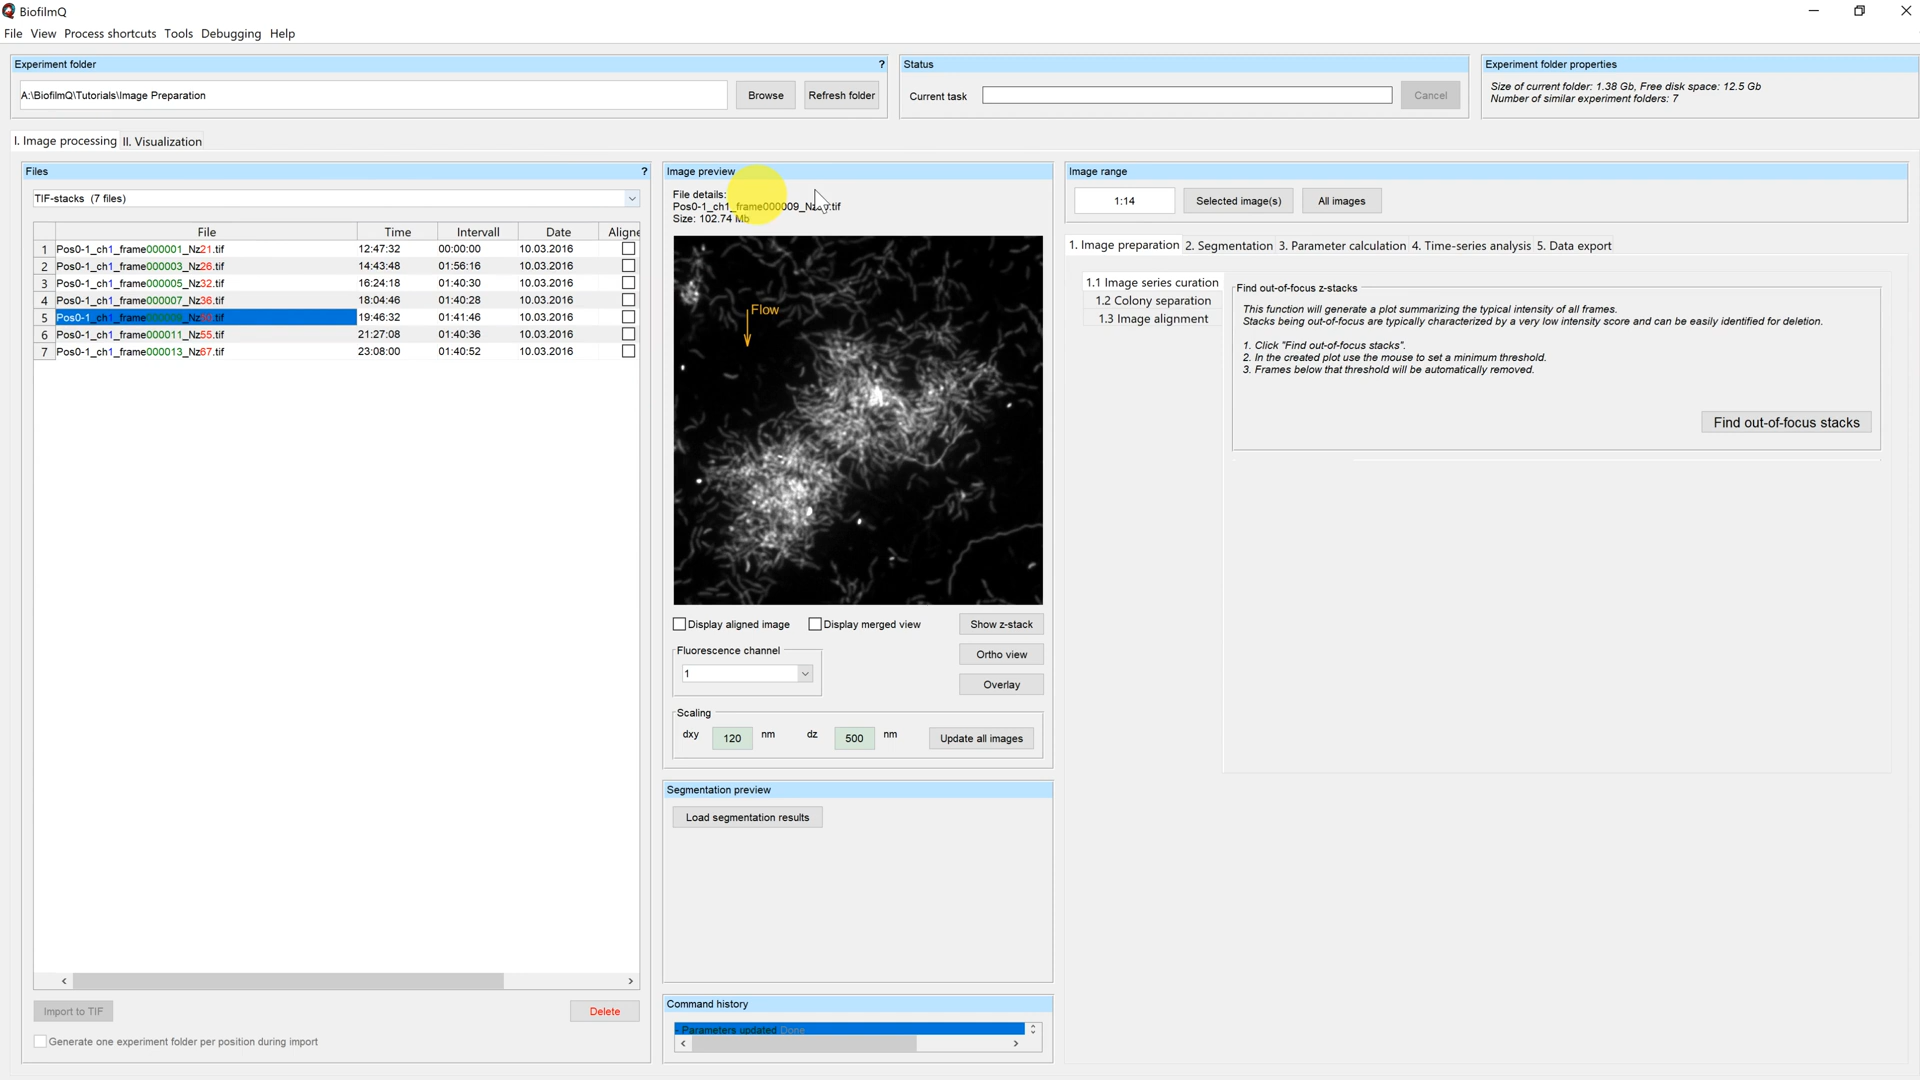 BiofilmQ
File View Process shortcuts Tools Debugging Help
Experiment folder ?
A:\BiofilmQ\Tutorials\Image Preparation
Browse
Refresh folder
Status
Current task
Cancel
Experiment folder properties
Size of current folder: 1.38 Gb, Free disk space: 12.5 Gb
Number of similar experiment folders: 7
I. Image processing II. Visualization
Files ?
TIF-stacks (7 files)
File Time Intervall Date Aligne
1 Pos0-1_ch1_frame000001_Nz21.tif 12:47:32 00:00:00 10.03.2016
2 Pos0-1_ch1_frame000003_Nz26.tif 14:43:48 01:56:16 10.03.2016
3 Pos0-1_ch1_frame000005_Nz32.tif 16:24:18 01:40:30 10.03.2016
4 Pos0-1_ch1_frame000007_Nz36.tif 18:04:46 01:40:28 10.03.2016
5 19:46:32 01:41:46 10.03.2016
6 Pos0-1_ch1_frame000011_Nz55.tif 21:27:08 01:40:36 10.03.2016
7 Pos0-1_ch1_frame000013_Nz67.tif 23:08:00 01:40:52 10.03.2016
Import to TIF
Delete
Generate one experiment folder per position during import
Image preview
File details:
Size: 102.74 Mb
Flow
Display aligned image
Display merged view
Show z-stack
Fluorescence channel
1
Ortho view
Overlay
Scaling
dxy 120 nm dz 500 nm
Update all images
Segmentation preview
Load segmentation results
Command history
- Parameters updated Done
Image range
1:14
Selected image(s)
All images
1. Image preparation 2. Segmentation 3. Parameter calculation 4. Time-series analysis 5. Data export
1.1 Image series curation
1.2 Colony separation
1.3 Image alignment
Find out-of-focus z-stacks
This function will generate a plot summarizing the typical intensity of all frames.
Stacks being out-of-focus are typically characterized by a very low intensity score and can be easily identified for deletion.
1. Click "Find out-of-focus stacks".
2. In the created plot use the mouse to set a minimum threshold.
3. Frames below that threshold will be automatically removed.
Find out-of-focus stacks